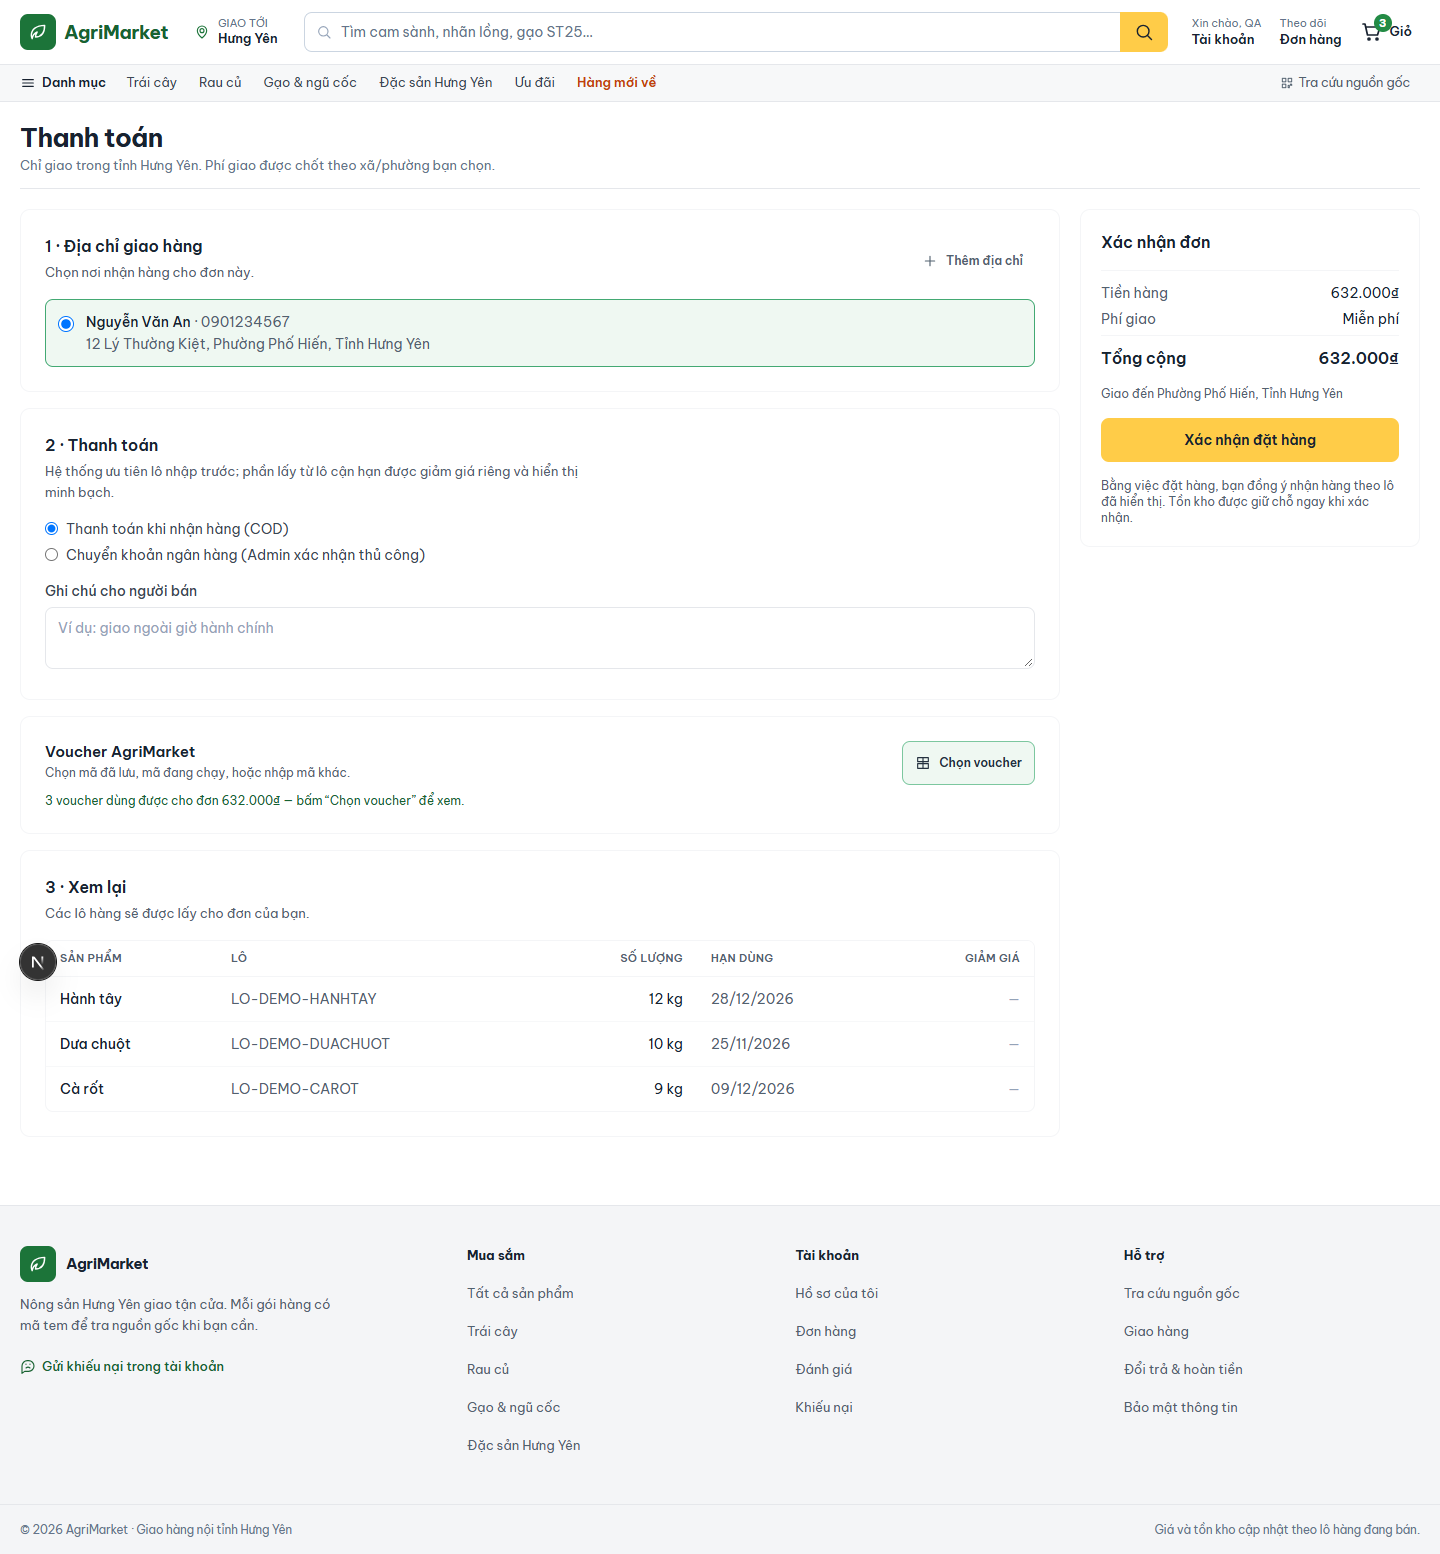 AgriMarket
GIAO TỚI
Hưng Yên
Tìm cam sành, nhãn lồng, gạo ST25...
Xin chào, QA
Tài khoản
Theo dõi
Đơn hàng
3
Giỏ
Danh mục
Trái cây
Rau củ
Gạo & ngũ cốc
Đặc sản Hưng Yên
Ưu đãi
Hàng mới về
Tra cứu nguồn gốc
Thanh toán
Chỉ giao trong tỉnh Hưng Yên. Phí giao được chốt theo xã/phường bạn chọn.
1 · Địa chỉ giao hàng
Chọn nơi nhận hàng cho đơn này.
Thêm địa chỉ
Nguyễn Văn An · 0901234567
12 Lý Thường Kiệt, Phường Phố Hiến, Tỉnh Hưng Yên
2 · Thanh toán
Hệ thống ưu tiên lô nhập trước; phần lấy từ lô cận hạn được giảm giá riêng và hiển thị
minh bạch.
Thanh toán khi nhận hàng (COD)
Chuyển khoản ngân hàng (Admin xác nhận thủ công)
Ghi chú cho người bán
Ví dụ: giao ngoài giờ hành chính
Voucher AgriMarket
Chọn mã đã lưu, mã đang chạy, hoặc nhập mã khác.
3 voucher dùng được cho đơn 632.000₫ — bấm “Chọn voucher” để xem.
Chọn voucher
3 · Xem lại
Các lô hàng sẽ được lấy cho đơn của bạn.
SẢN PHẨM LÔ SỐ LƯỢNG HẠN DÙNG GIẢM GIÁ
Hành tây LO-DEMO-HANHTAY 12 kg 28/12/2026 —
Dưa chuột LO-DEMO-DUACHUOT 10 kg 25/11/2026 —
Cà rốt LO-DEMO-CAROT 9 kg 09/12/2026 —
N
Xác nhận đơn
Tiền hàng 632.000₫
Phí giao Miễn phí
Tổng cộng 632.000₫
Giao đến Phường Phố Hiến, Tỉnh Hưng Yên
Xác nhận đặt hàng
Bằng việc đặt hàng, bạn đồng ý nhận hàng theo lô
đã hiển thị. Tồn kho được giữ chỗ ngay khi xác
nhận.
AgriMarket
Nông sản Hưng Yên giao tận cửa. Mỗi gói hàng có
mã tem để tra nguồn gốc khi bạn cần.
Gửi khiếu nại trong tài khoản
Mua sắm
Tất cả sản phẩm
Trái cây
Rau củ
Gạo & ngũ cốc
Đặc sản Hưng Yên
Tài khoản
Hồ sơ của tôi
Đơn hàng
Đánh giá
Khiếu nại
Hỗ trợ
Tra cứu nguồn gốc
Giao hàng
Đổi trả & hoàn tiền
Bảo mật thông tin
© 2026 AgriMarket · Giao hàng nội tỉnh Hưng Yên
Giá và tồn kho cập nhật theo lô hàng đang bán.